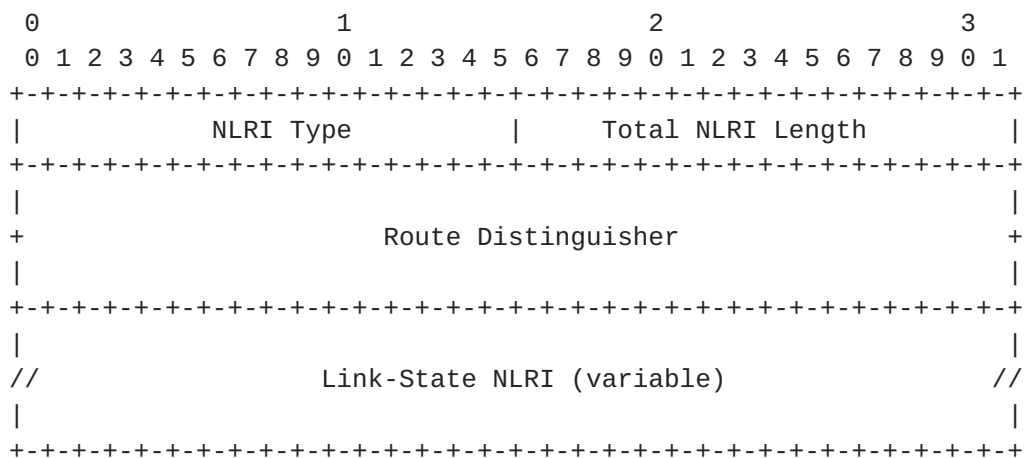 0                   1                   2                   3
 0 1 2 3 4 5 6 7 8 9 0 1 2 3 4 5 6 7 8 9 0 1 2 3 4 5 6 7 8 9 0 1
+-+-+-+-+-+-+-+-+-+-+-+-+-+-+-+-+-+-+-+-+-+-+-+-+-+-+-+-+-+-+-+-+
|            NLRI Type          |     Total NLRI Length         |
+-+-+-+-+-+-+-+-+-+-+-+-+-+-+-+-+-+-+-+-+-+-+-+-+-+-+-+-+-+-+-+-+
|                                                               |
+                       Route Distinguisher                     +
|                                                               |
+-+-+-+-+-+-+-+-+-+-+-+-+-+-+-+-+-+-+-+-+-+-+-+-+-+-+-+-+-+-+-+-+
|                                                               |
//                  Link-State NLRI (variable)                 //
|                                                               |
+-+-+-+-+-+-+-+-+-+-+-+-+-+-+-+-+-+-+-+-+-+-+-+-+-+-+-+-+-+-+-+-+